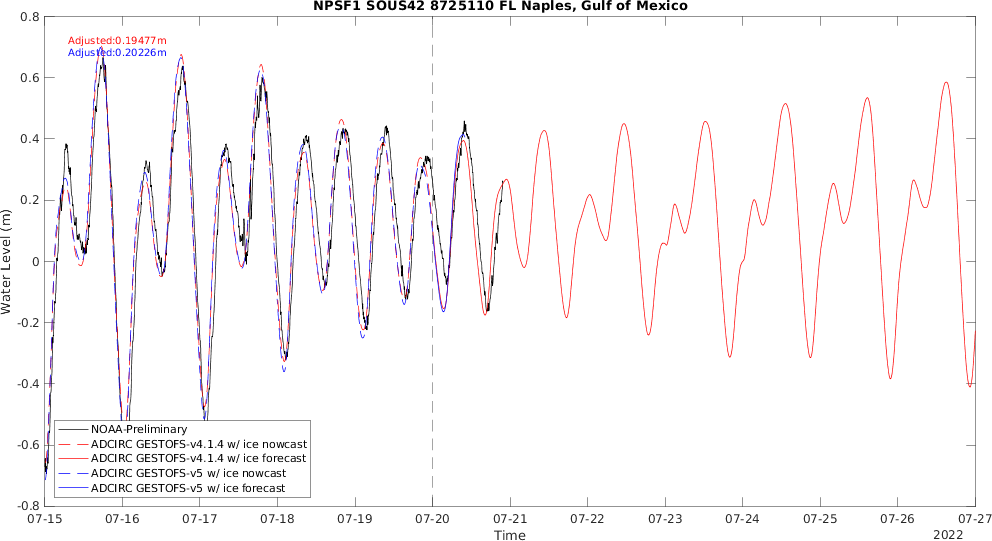 NPSF1 SOUS42 8725110 FL Naples, Gulf of Mexico
Adjusted:0.19477m
Adjusted:0.20226m
Water Level (m)
0.8
0.6
0.4
0.2
0
-0.2
-0.4
-0.6
-0.8
NOAA-Preliminary
ADCIRC GESTOFS-v4.1.4 w/ ice nowcast
ADCIRC GESTOFS-v4.1.4 w/ ice forecast
ADCIRC GESTOFS-v5 w/ ice nowcast
ADCIRC GESTOFS-v5 w/ ice forecast
07-15 07-16 07-17 07-18 07-19 07-20 07-21 07-22 07-23 07-24 07-25 07-26 07-27
Time
2022